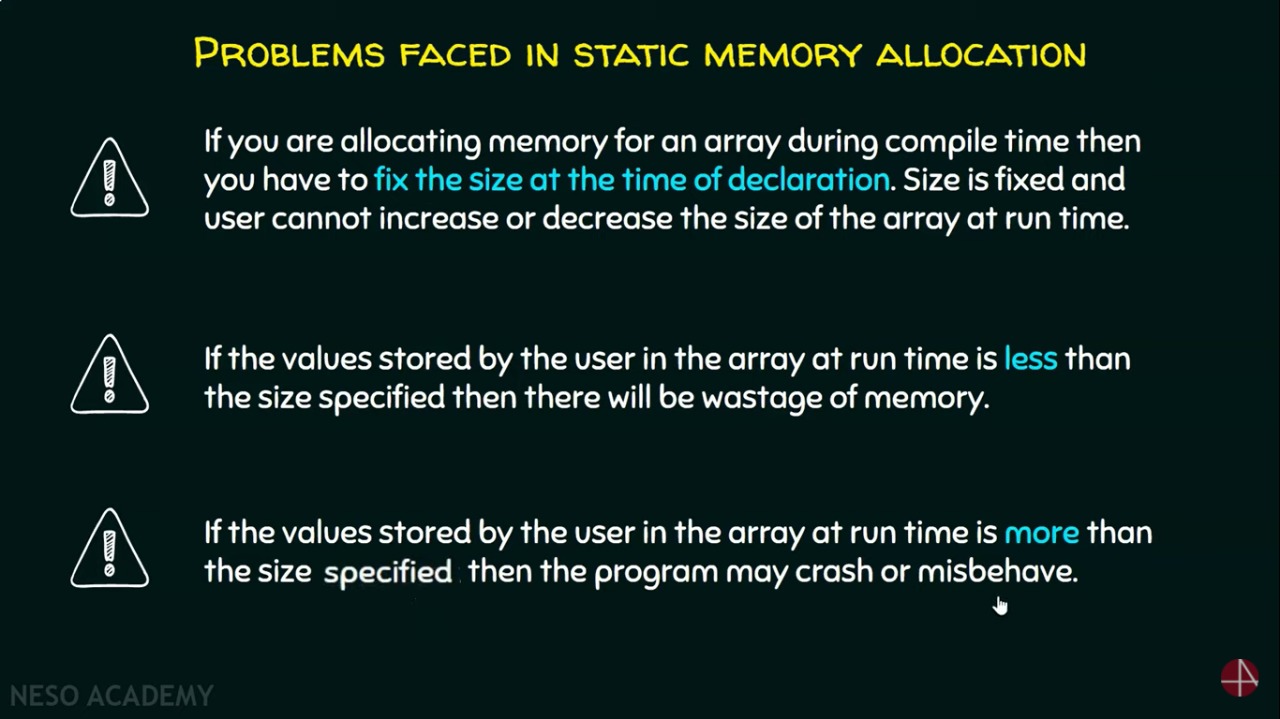 PROBLEMS FACED IN STATIC MEMORY ALLOCATION
If you are allocating memory for an array during compile time then
you have to fix the size at the time of declaration. Size is fixed and
user cannot increase or decrease the size of the array at run time.
If the values stored by the user in the array at run time is less than
the size specified then there will be wastage of memory.
If the values stored by the user in the array at run time is more than
the size specified then the program may crash or misbehave.
NESO ACADEMY